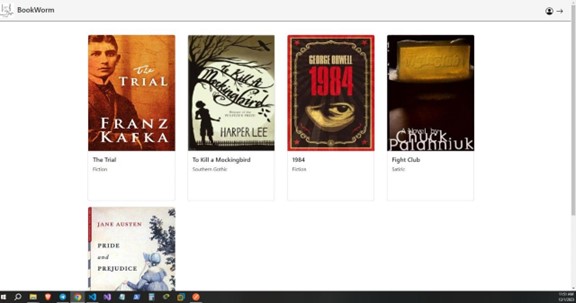 BookWorm
The
TRIAL
FRANZ
KAFKA
The Trial
Fiction
To Kill A
Mockingbird
HARPER LEE
To Kill a Mockingbird
Southern Gothic
GEORGE ORWELL
1984
1984
Fiction
A Novel by
Chuck
Palahniuk
Fight Club
Satiric
JANE AUSTEN
PRIDE
and
PREJUDICE